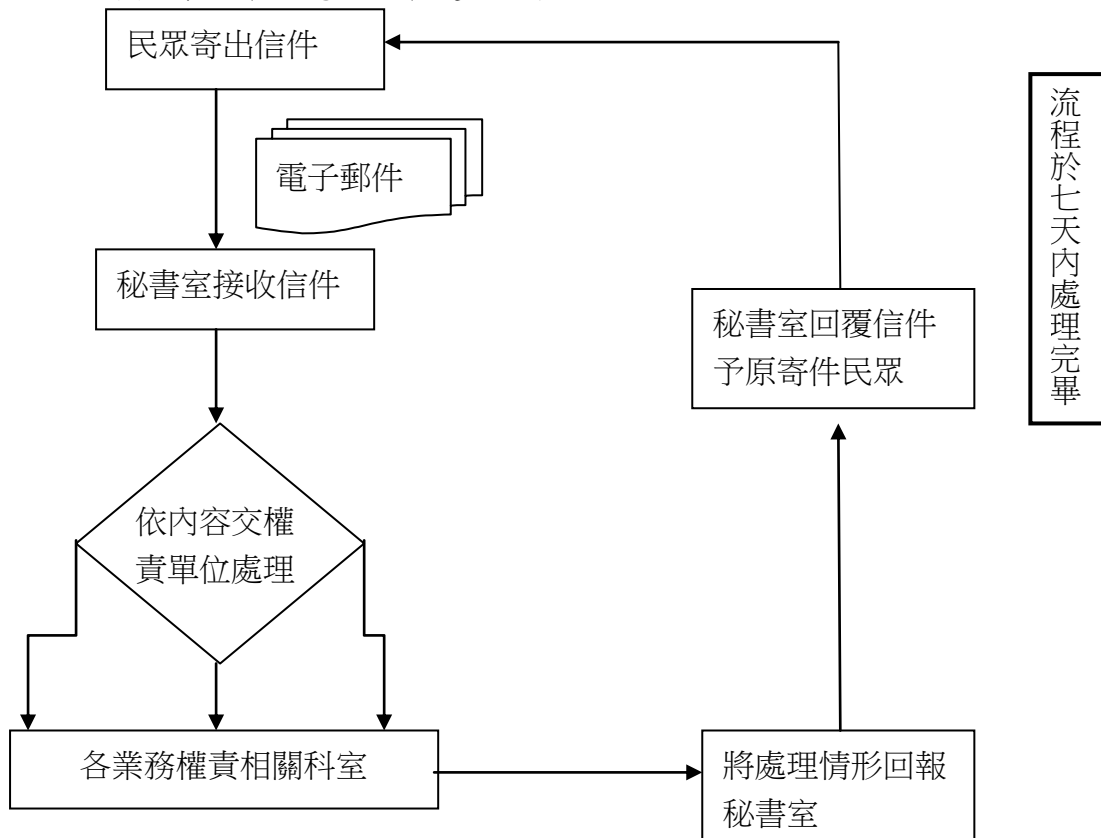 民眾寄出信件
電子郵件
秘書室接收信件
依內容交權
責單位處理
各業務權責相關科室
將處理情形回報
秘書室
秘書室回覆信件
予原寄件民眾
流程於七天內處理完畢